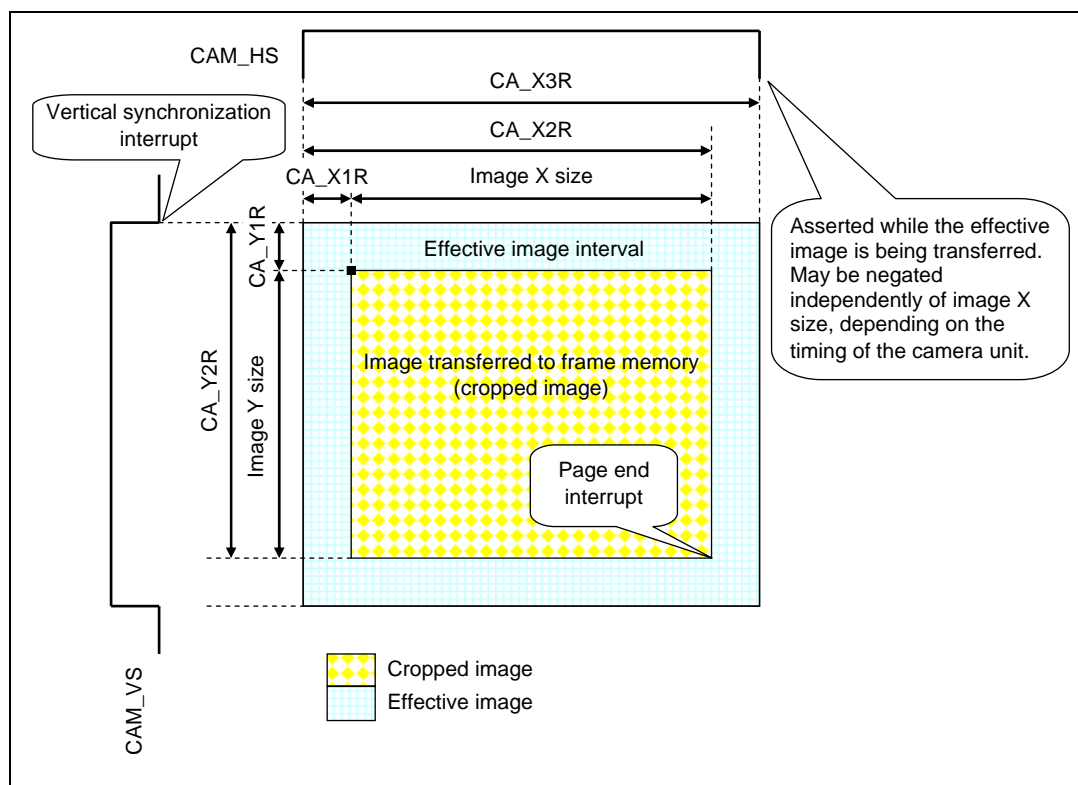 CAM_HS
CA_X3R
Vertical synchronization
interrupt
CA_X2R
CA_X1R
Image X size
CA_Y1R
Effective image interval
Asserted while the effective
image is being transferred.
May be negated
independently of image X
size, depending on the
timing of the camera unit.
CA_Y2R
Image Y size
Image transferred to frame memory
(cropped image)
Page end
interrupt
CAM_VS
Cropped image
Effective image